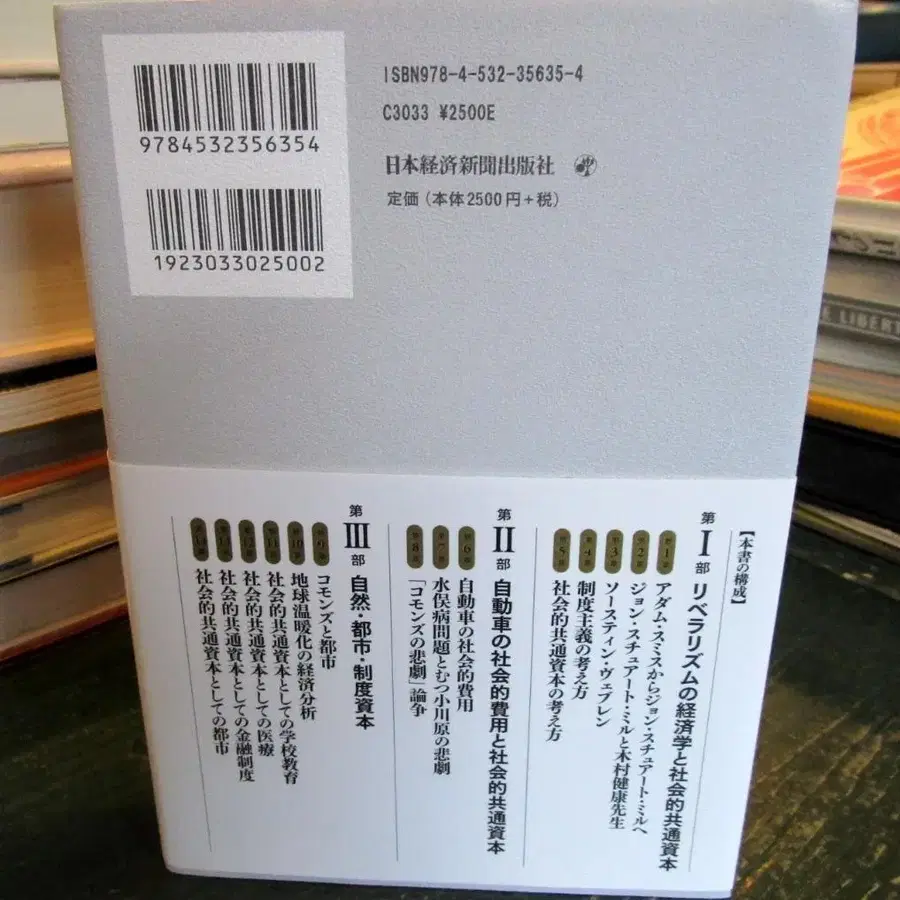 9784532356354
1923033025002
ISBN978-4-532-35635-4
C3033 ¥2500E
日本経済新聞出版社
定価(本体2500円+税)
【本書の構成】
第Ⅰ部 リベラリズムの経済学と社会的共通資本
第1章 アダム・スミスからジョン・スチュアート・ミルへ
第2章 ジョン・スチュアート・ミルと木村健康先生
第3章 ソースティン・ヴェブレン
第4章 制度主義の考え方
第5章 社会的共通資本の考え方
第Ⅱ部 自動車の社会的費用と社会的共通資本
第6章 自動車の社会的費用
第7章 水俣病問題とむつ小川原の悲劇
第8章 「コモンズの悲劇」論争
第Ⅲ部 自然・都市・制度資本
第9章 コモンズと都市
第10章 地球温暖化の経済分析
第11章 社会的共通資本としての学校教育
第12章 社会的共通資本としての医療
第13章 社会的共通資本としての金融制度
第14章 社会的共通資本としての都市